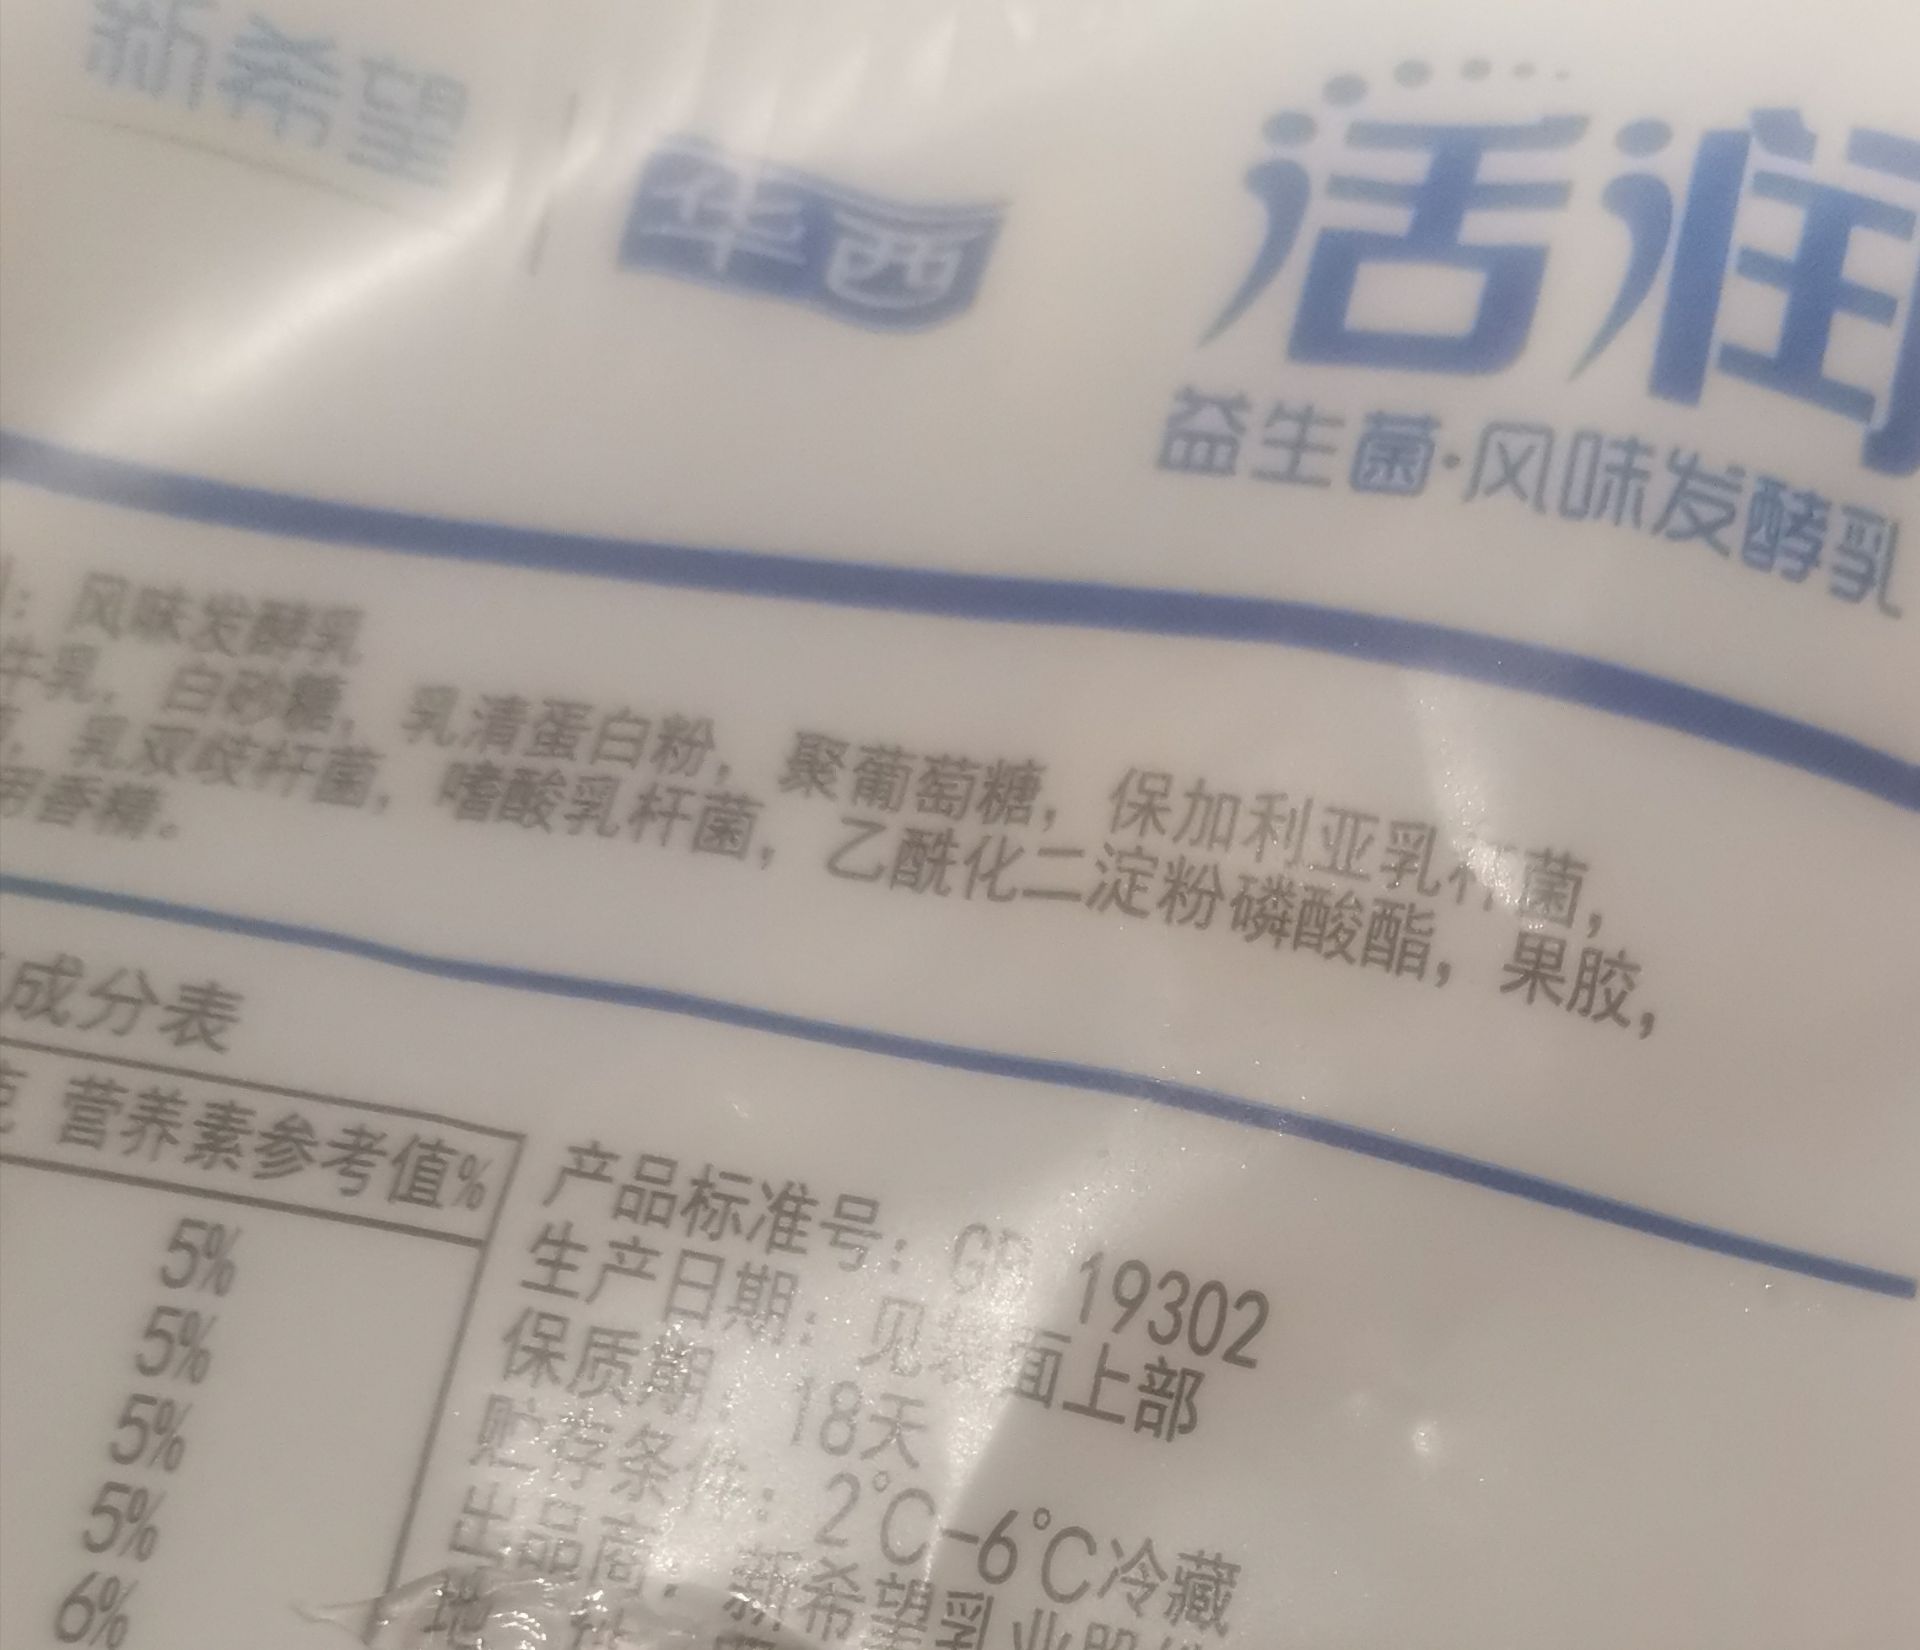 新希望
华西
活润
益生菌·风味发酵乳
：风味发酵乳
牛乳，白砂糖，乳清蛋白粉，聚葡萄糖，保加利亚乳杆菌，
，乳双歧杆菌，嗜酸乳杆菌，乙酰化二淀粉磷酸酯，果胶，
用香精。
成分表
营养素参考值%
5%
5%
5%
5%
6%
产品标准号：GB 19302
生产日期：见装面上部
保质期：18天
贮存条件：2℃-6℃冷藏
出品商：新希望乳业股
地